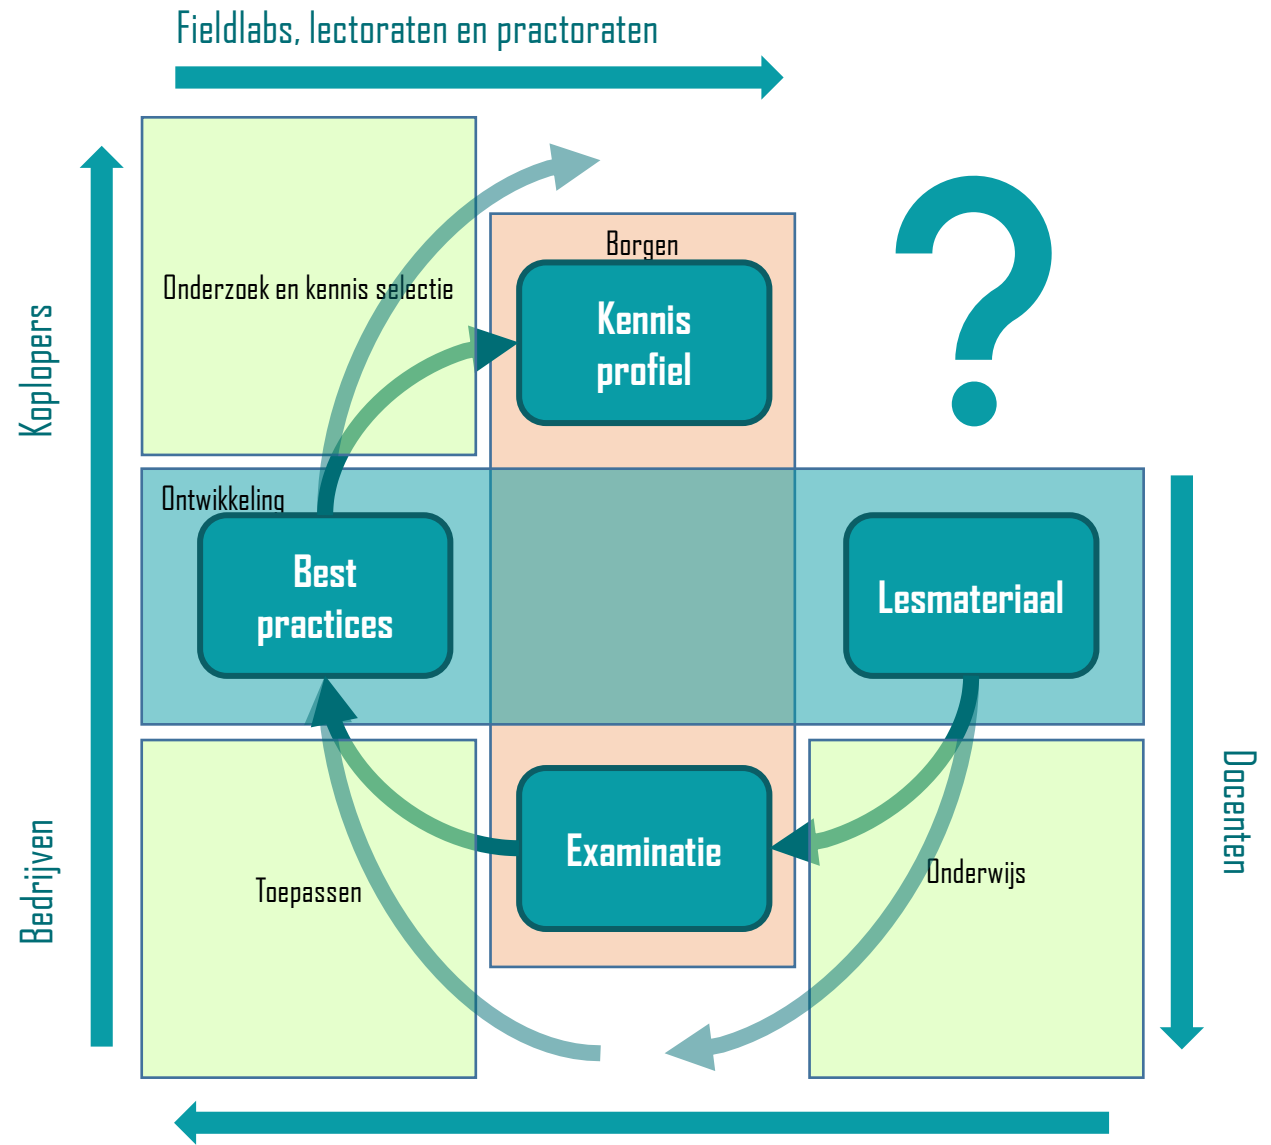 Fieldlabs, lectoraten en practoraten
Koplopers
Bedrijven
Onderzoek en kennis selectie
Borgen
Kennis
profiel
?
Ontwikkeling
Best
practices
Lesmateriaal
Examinatie
Toepassen
Onderwijs
Docenten